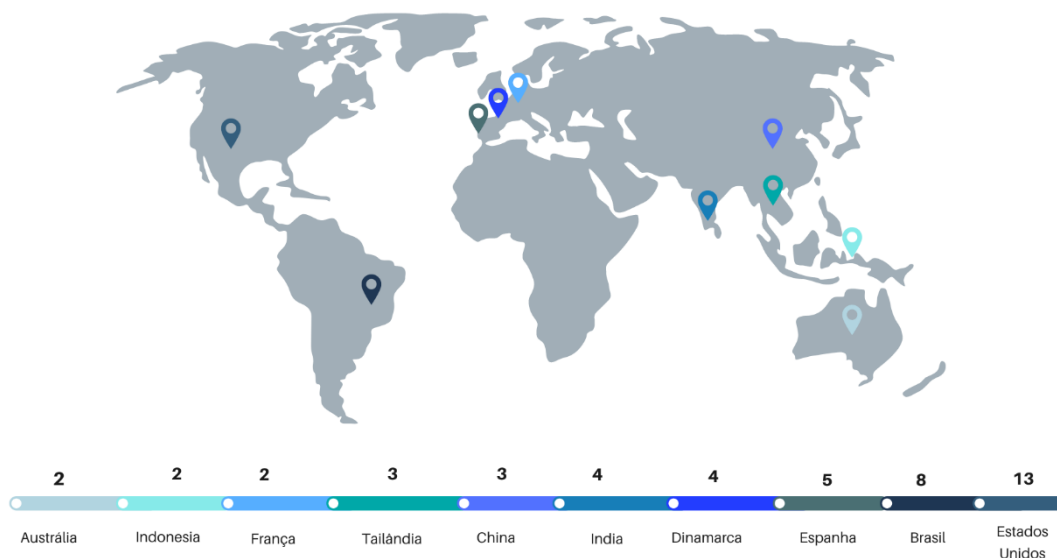 2 2 2 3 3 4 4 5 8 13
Austrália Indonesia França Tailândia China India Dinamarca Espanha Brasil Estados
Unidos